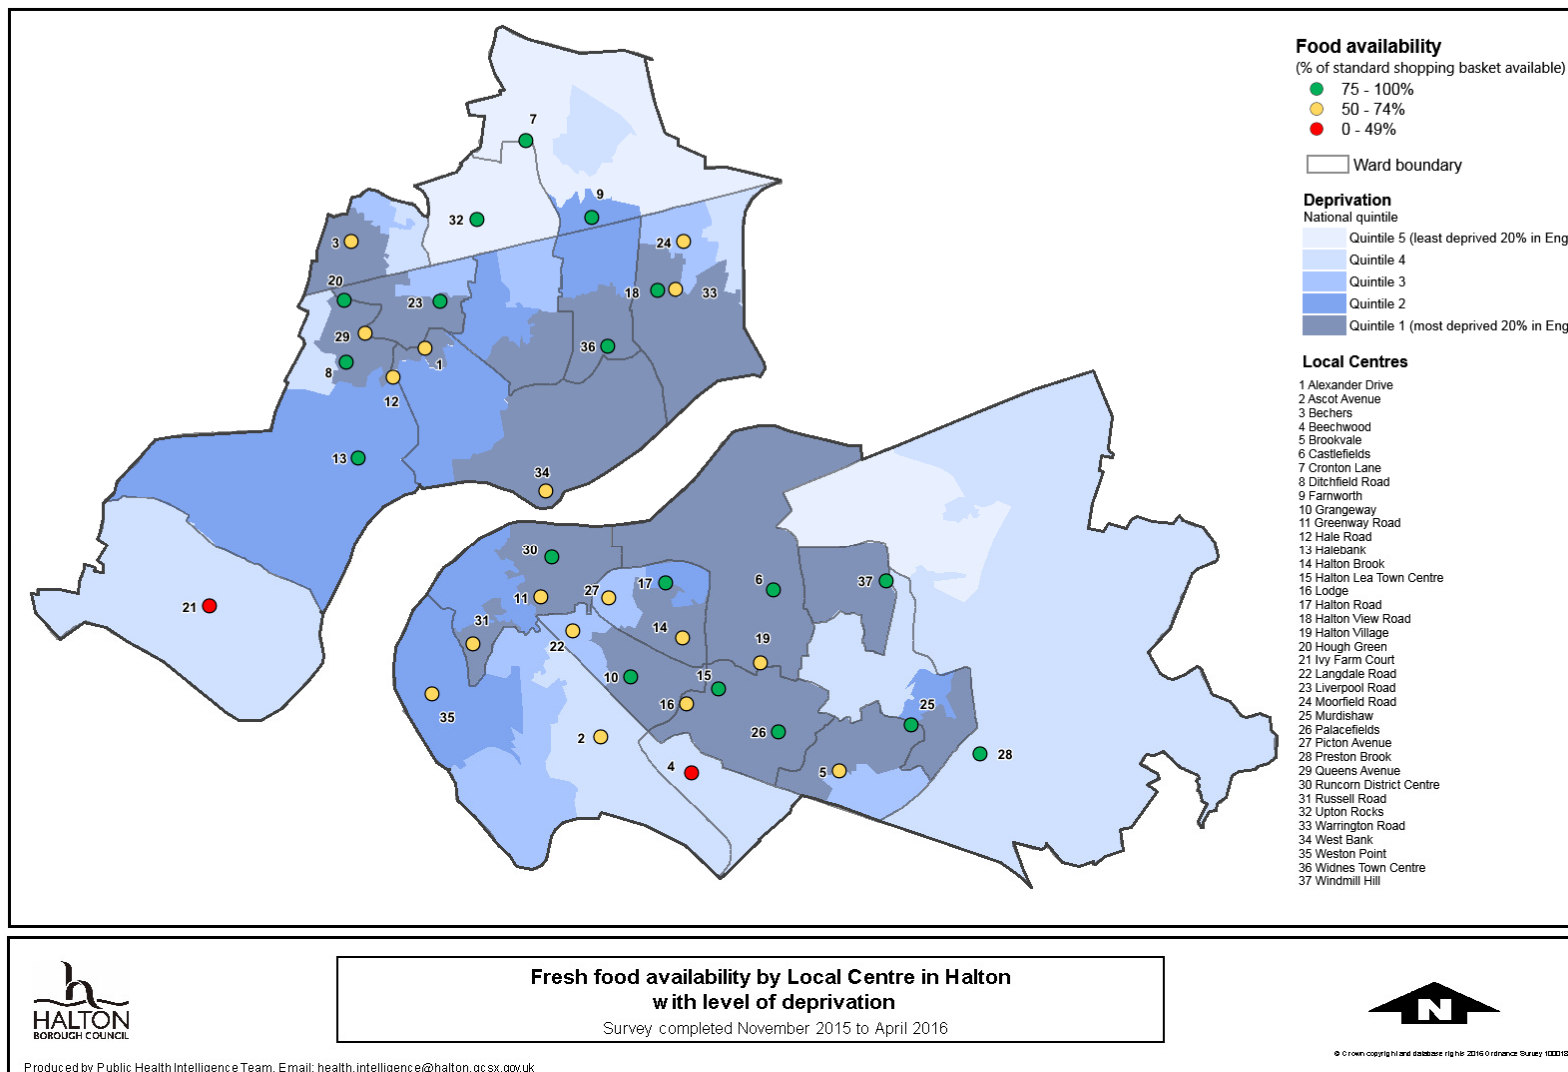 Food availability
(% of standard shopping basket available)
75 - 100%
50 - 74%
0 - 49%
Ward boundary
Deprivation
National quintile
Quintile 5 (least deprived 20% in Eng
Quintile 4
Quintile 3
Quintile 2
Quintile 1 (most deprived 20% in Eng
Local Centres
1 Alexander Drive
2 Ascot Avenue
3 Bechers
4 Beechwood
5 Brookvale
6 Castlefields
7 Cronton Lane
8 Ditchfield Road
9 Farnworth
10 Grangeway
11 Greenway Road
12 Hale Road
13 Halebank
14 Halton Brook
15 Halton Lea Town Centre
16 Lodge
17 Halton Road
18 Halton View Road
19 Halton Village
20 Hough Green
21 Ivy Farm Court
22 Langdale Road
23 Liverpool Road
24 Moorfield Road
25 Murdishaw
26 Palacefields
27 Picton Avenue
28 Preston Brook
29 Queens Avenue
30 Runcorn District Centre
31 Russell Road
32 Upton Rocks
33 Warrington Road
34 West Bank
35 Weston Point
36 Widnes Town Centre
37 Windmill Hill
7
9
32
3
24
20
23
18
33
29
36
8
1
12
13
34
30
21
11
27
17
6
37
31
22
14
19
10
15
16
35
2
26
25
4
5
28
HALTON
BOROUGH COUNCIL
Fresh food availability by Local Centre in Halton
with level of deprivation
Survey completed November 2015 to April 2016
N
© Crown copyright and database rights 2016 Ordnance Survey 100018
Produced by Public Health Intelligence Team. Email: health.intelligence@halton.gcsx.gov.uk